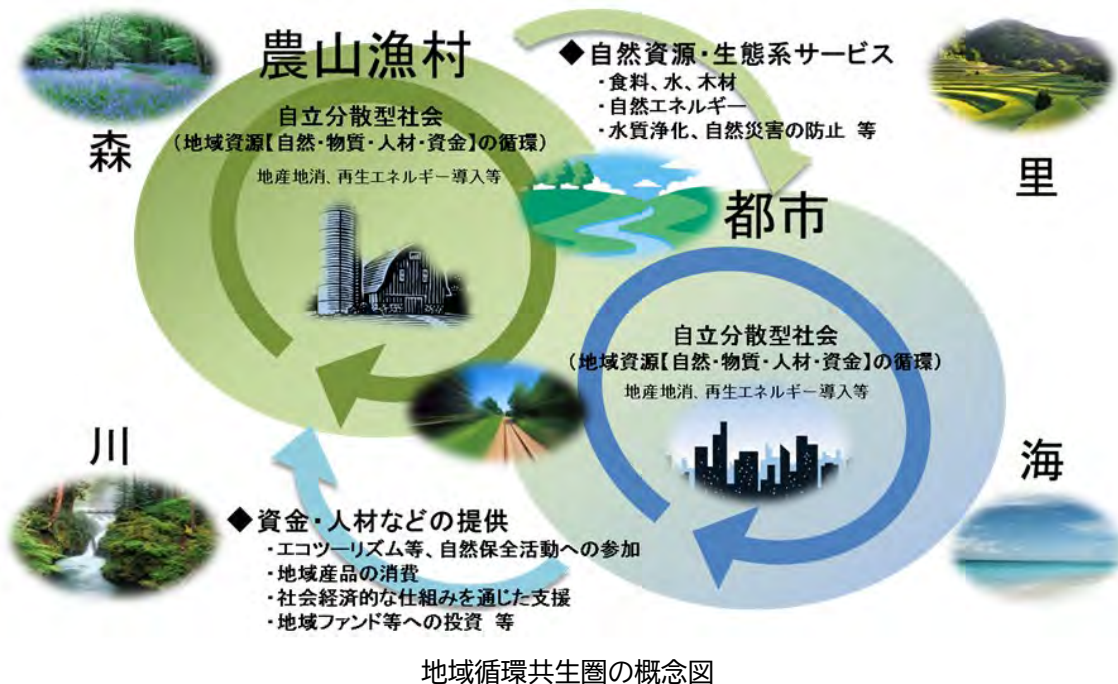 農山漁村
自立分散型社会
(地域資源【自然・物質・人材・資金】の循環)
地産地消、再生エネルギー導入等
◆自然資源・生態系サービス
・食料、水、木材
・自然エネルギー
・水質浄化、自然災害の防止 等
森
里
都市
自立分散型社会
(地域資源【自然・物質・人材・資金】の循環)
地産地消、再生エネルギー導入等
川
海
◆資金・人材などの提供
・エコツーリズム等、自然保全活動への参加
・地域産品の消費
・社会経済的な仕組みを通じた支援
・地域ファンド等への投資 等
地域循環共生圏の概念図